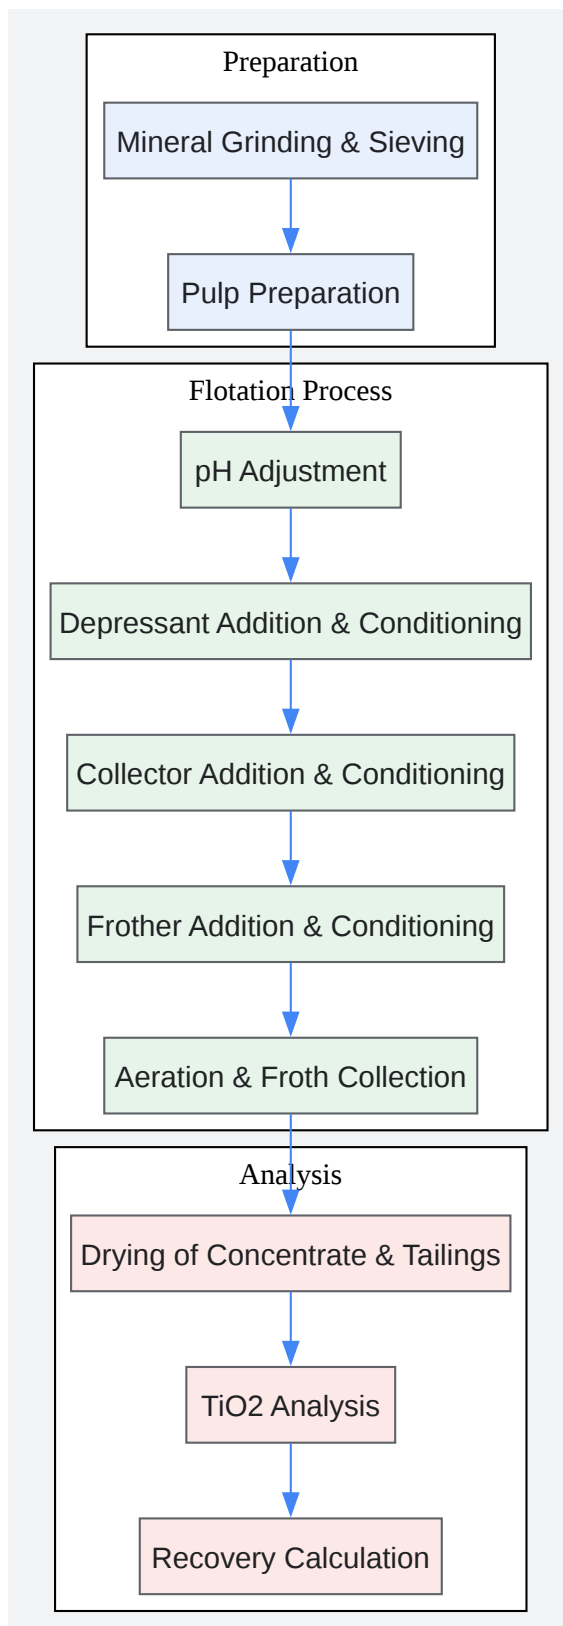 Preparation
Mineral Grinding & Sieving
Pulp Preparation
Flotation Process
pH Adjustment
Depressant Addition & Conditioning
Collector Addition & Conditioning
Frother Addition & Conditioning
Aeration & Froth Collection
Analysis
Drying of Concentrate & Tailings
TiO2 Analysis
Recovery Calculation